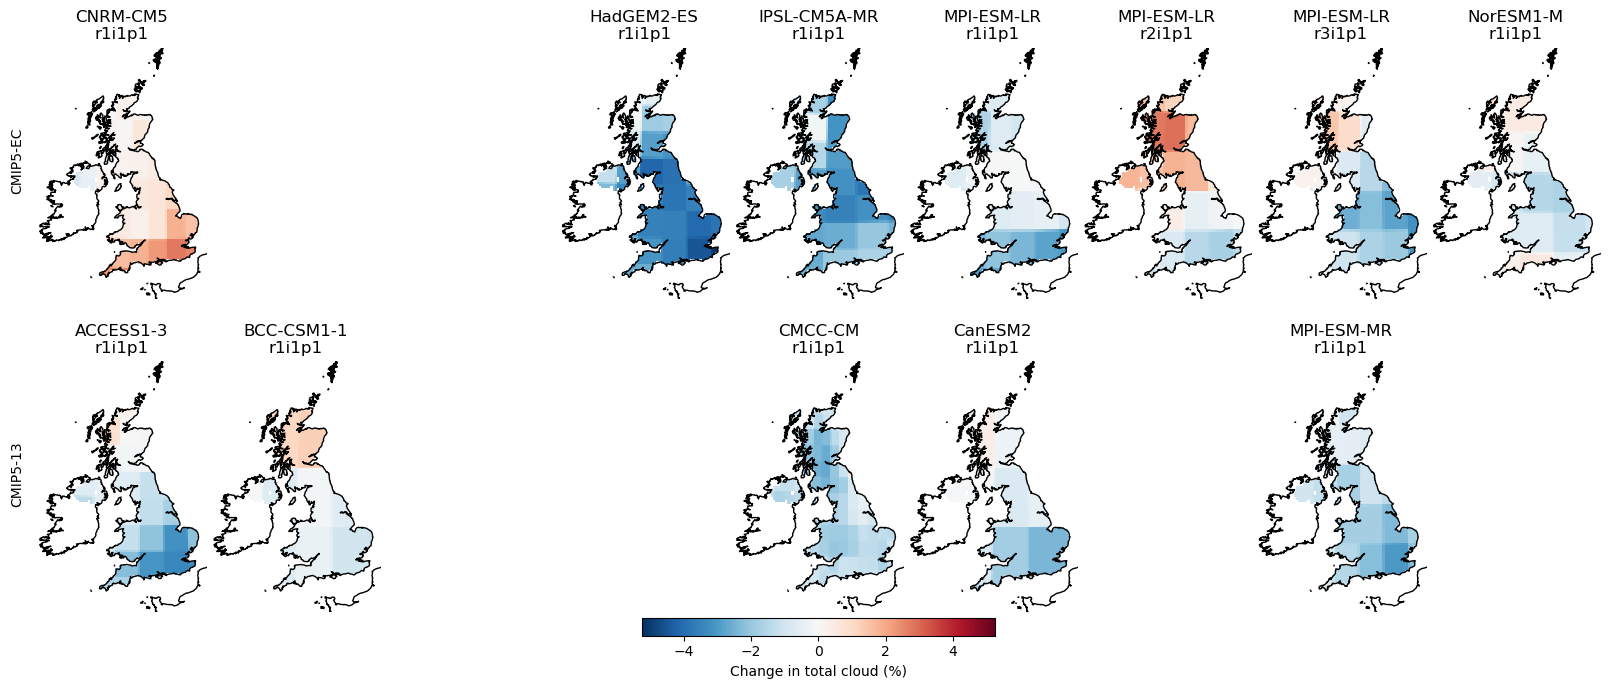 CNRM-CM5
r1i1p1
HadGEM2-ES
r1i1p1
IPSL-CM5A-MR
r1i1p1
MPI-ESM-LR
r1i1p1
MPI-ESM-LR
r2i1p1
MPI-ESM-LR
r3i1p1
NorESM1-M
r1i1p1
CMIP5-EC
ACCESS1-3
r1i1p1
BCC-CSM1-1
r1i1p1
CMCC-CM
r1i1p1
CanESM2
r1i1p1
MPI-ESM-MR
r1i1p1
CMIP5-13
−4 −2 0 2 4
Change in total cloud (%)